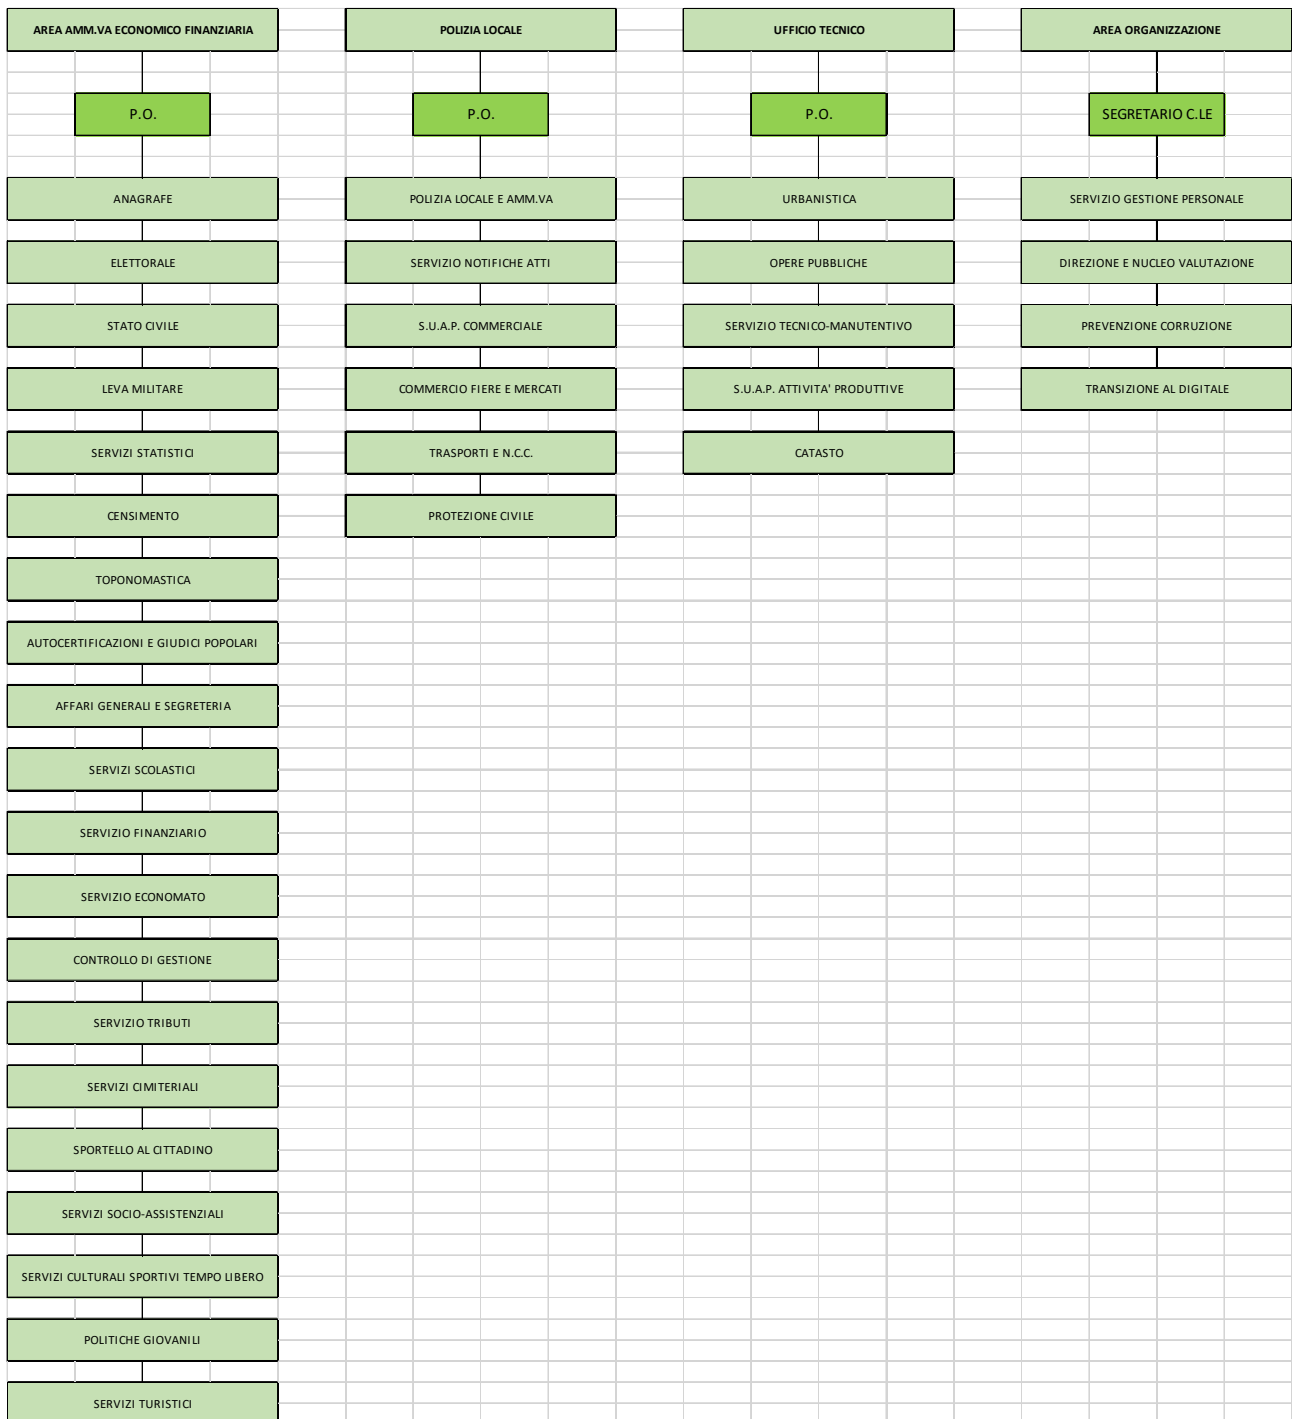 AREA AMM.VA ECONOMICO FINANZIARIA
P.O.
ANAGRAFE
ELETTORALE
STATO CIVILE
LEVA MILITARE
SERVIZI STATISTICI
CENSIMENTO
TOPONOMASTICA
AUTOCERTIFICAZIONI E GIUDICI POPOLARI
AFFARI GENERALI E SEGRETERIA
SERVIZI SCOLASTICI
SERVIZIO FINANZIARIO
SERVIZIO ECONOMATO
CONTROLLO DI GESTIONE
SERVIZIO TRIBUTI
SERVIZI CIMITERIALI
SPORTELLO AL CITTADINO
SERVIZI SOCIO-ASSISTENZIALI
SERVIZI CULTURALI SPORTIVI TEMPO LIBERO
POLITICHE GIOVANILI
SERVIZI TURISTICI
POLIZIA LOCALE
P.O.
POLIZIA LOCALE E AMM.VA
SERVIZIO NOTIFICHE ATTI
S.U.A.P. COMMERCIALE
COMMERCIO FIERE E MERCATI
TRASPORTI E N.C.C.
PROTEZIONE CIVILE
UFFICIO TECNICO
P.O.
URBANISTICA
OPERE PUBBLICHE
SERVIZIO TECNICO-MANUTENTIVO
S.U.A.P. ATTIVITA' PRODUTTIVE
CATASTO
AREA ORGANIZZAZIONE
SEGRETARIO C.LE
SERVIZIO GESTIONE PERSONALE
DIREZIONE E NUCLEO VALUTAZIONE
PREVENZIONE CORRUZIONE
TRANSIZIONE AL DIGITALE